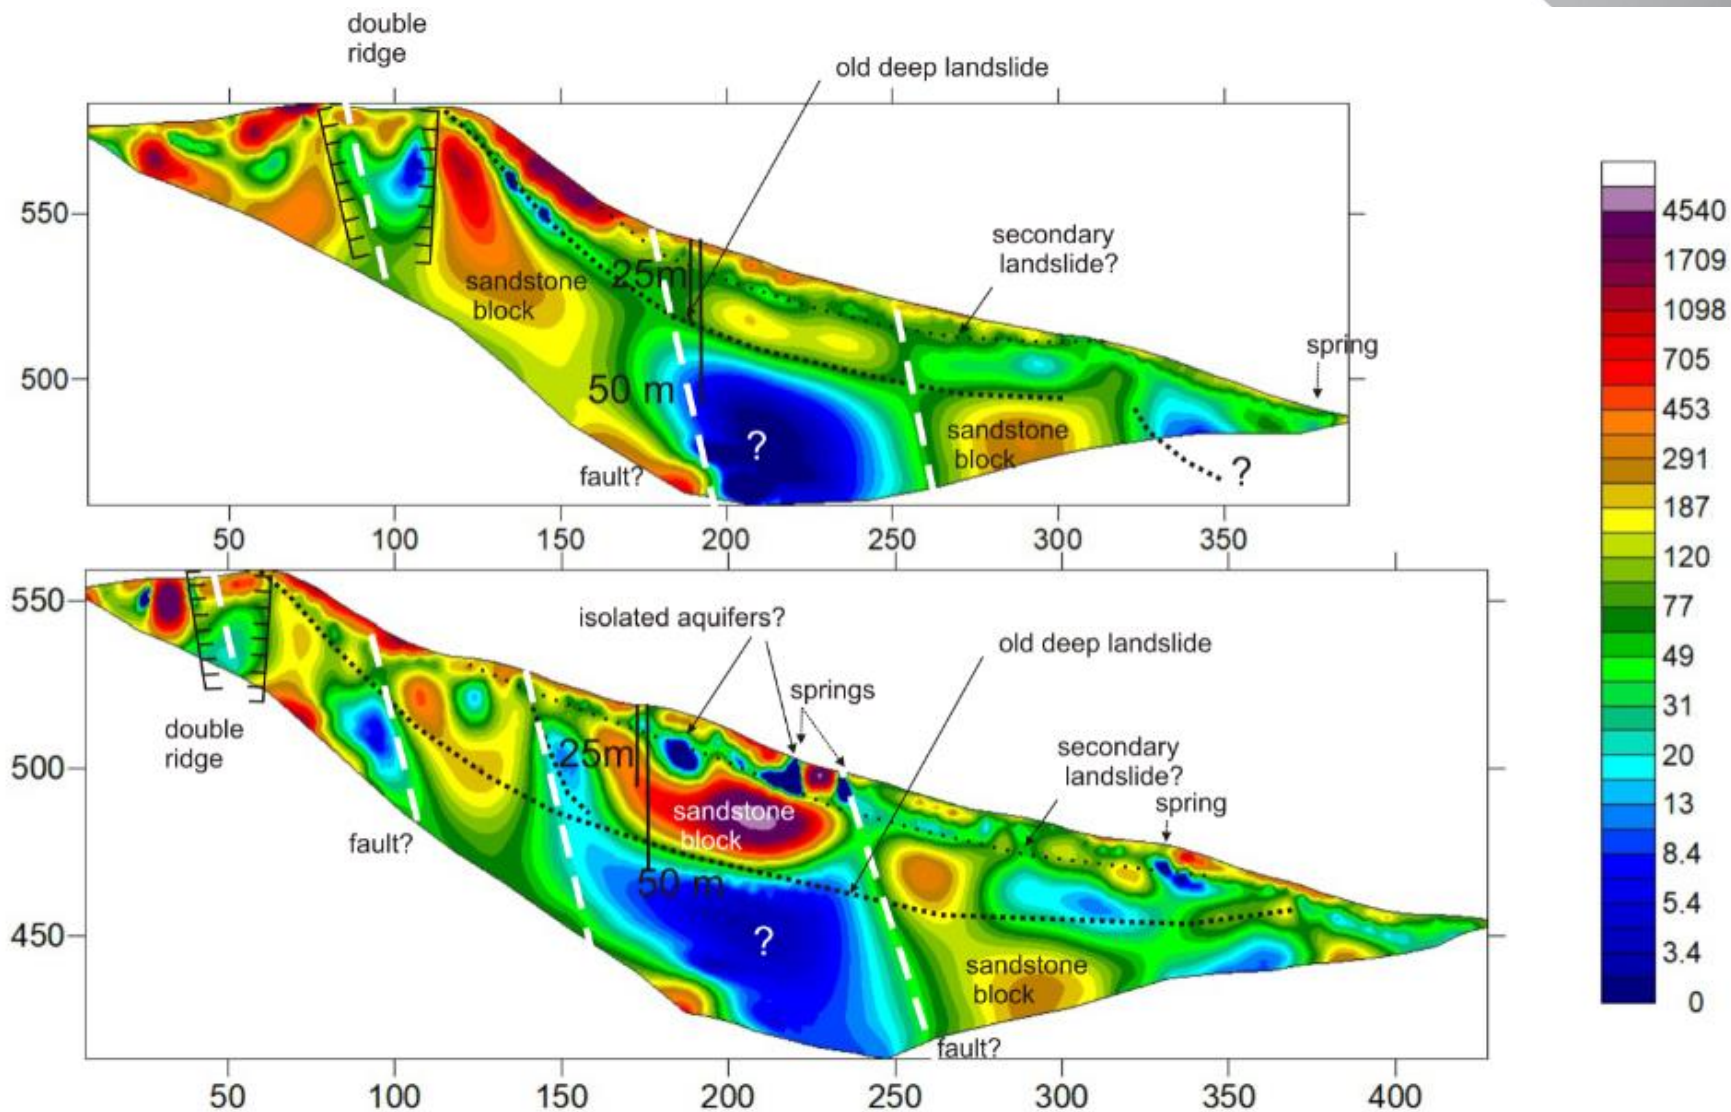 double
ridge
old deep landslide
550
500
25m
50 m
sandstone
block
secondary
landslide?
spring
?
sandstone
block
?
fault?
50
100
150
200
250
300
350
550
500
450
isolated aquifers?
springs
old deep landslide
double
ridge
25m
sandstone
block
50 m
secondary
landslide?
spring
fault?
?
sandstone
block
fault?
50
100
150
200
250
300
350
400
4540
1709
1098
705
453
291
187
120
77
49
31
20
13
8.4
5.4
3.4
0